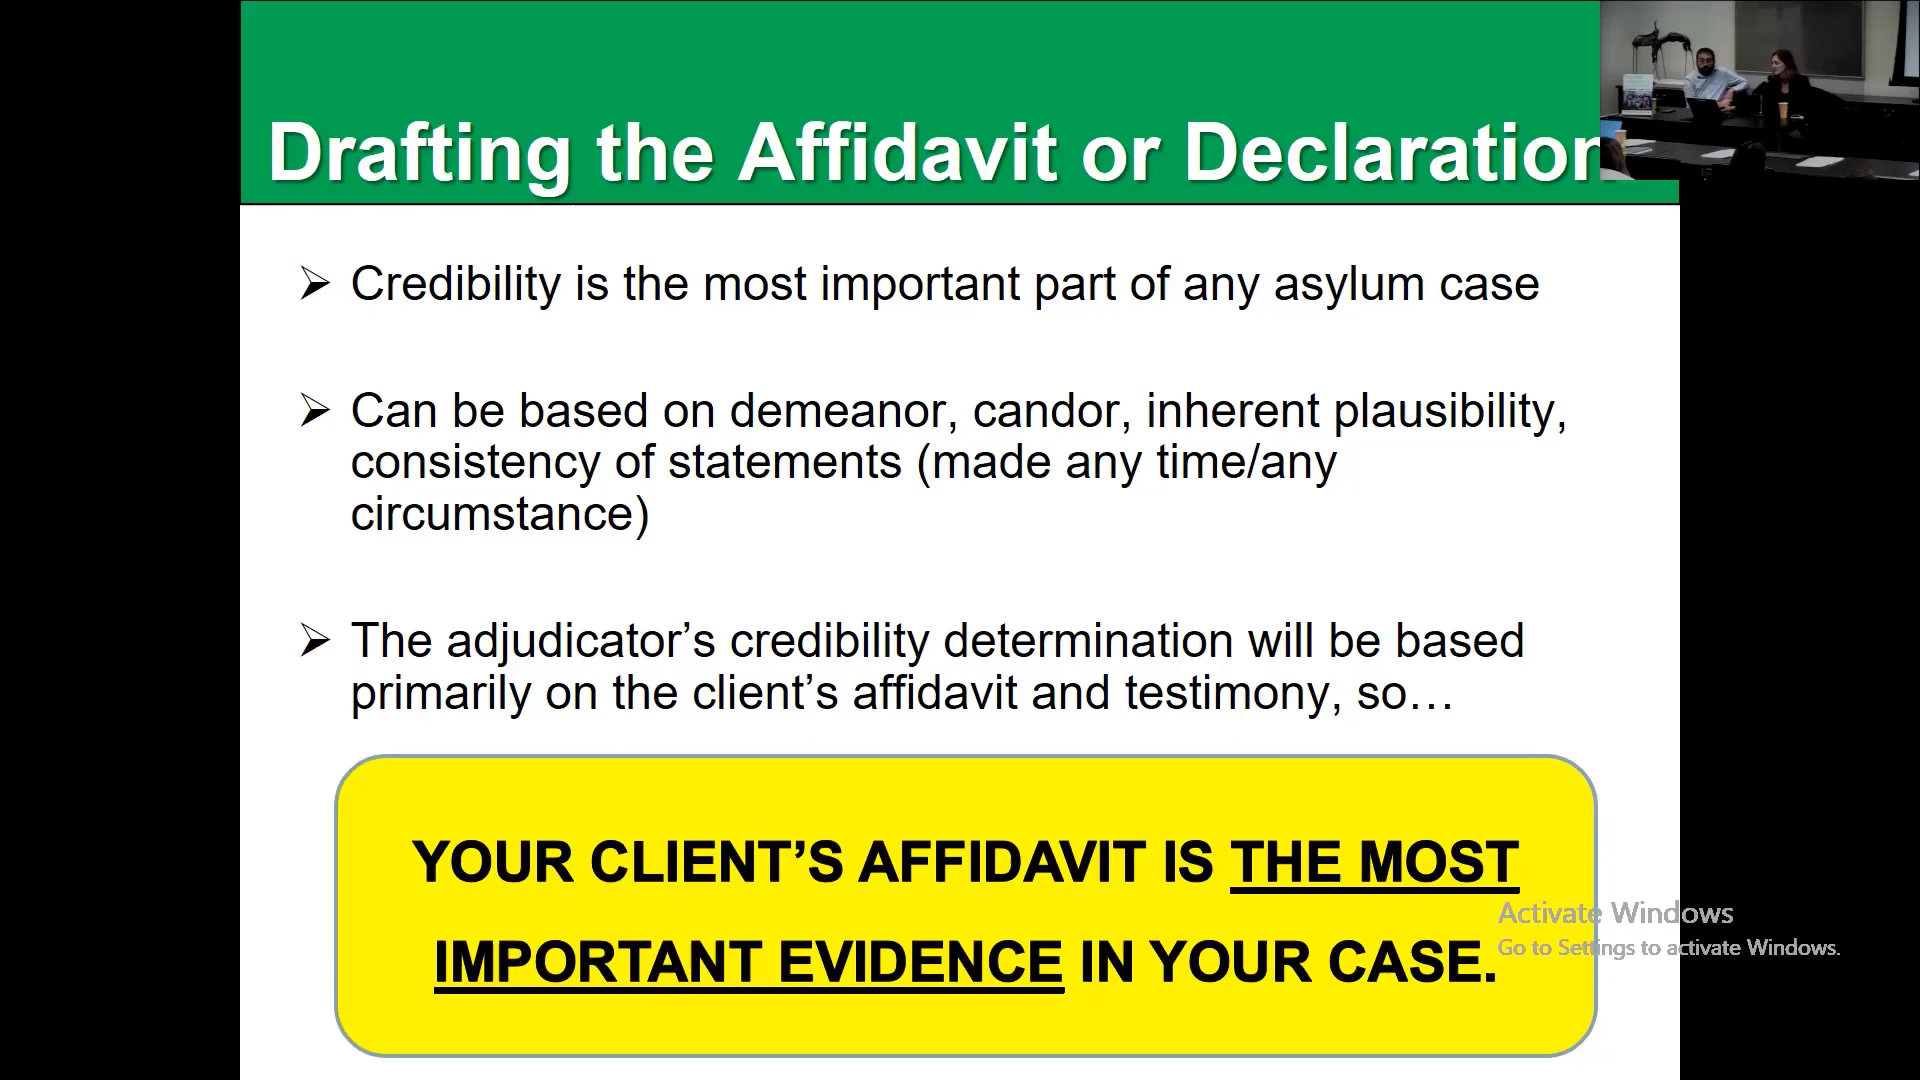 Drafting the Affidavit or Declaration
➢ Credibility is the most important part of any asylum case
➢ Can be based on demeanor, candor, inherent plausibility,
consistency of statements (made any time/any
circumstance)
➢ The adjudicator’s credibility determination will be based
primarily on the client’s affidavit and testimony, so…
YOUR CLIENT’S AFFIDAVIT IS THE MOST
IMPORTANT EVIDENCE IN YOUR CASE.
Activate Windows
Go to Settings to activate Windows.